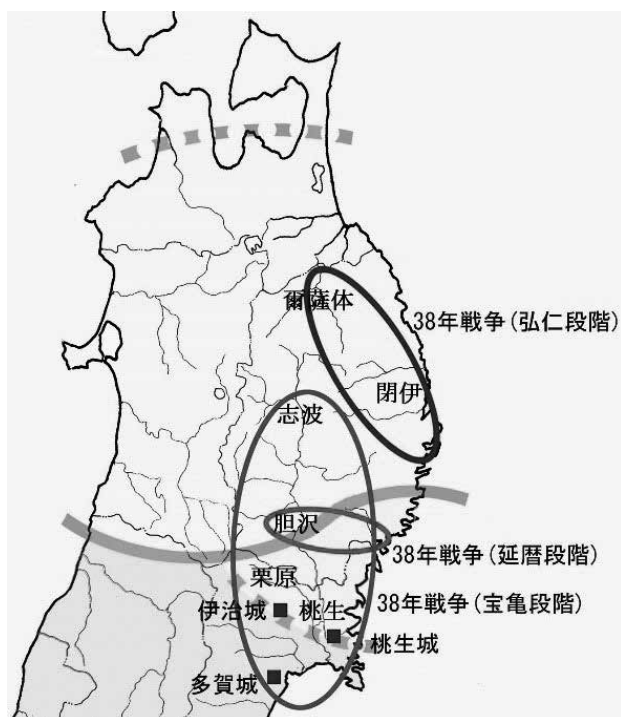 爾薩体
38年戦争(弘仁段階)
閉伊
志波
胆沢
38年戦争(延暦段階)
栗原
伊治城
桃生
38年戦争(宝亀段階)
桃生城
多賀城